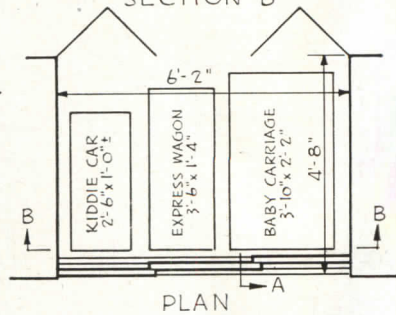 SECTION B
6'-2"
KIDDIE CAR
2'-6" x 1'-0" ±
EXPRESS WAGON
3'-6" x 1'-4"
BABY CARRIAGE
3'-10" x 2'-2"
4'-8"
B
B
A
PLAN